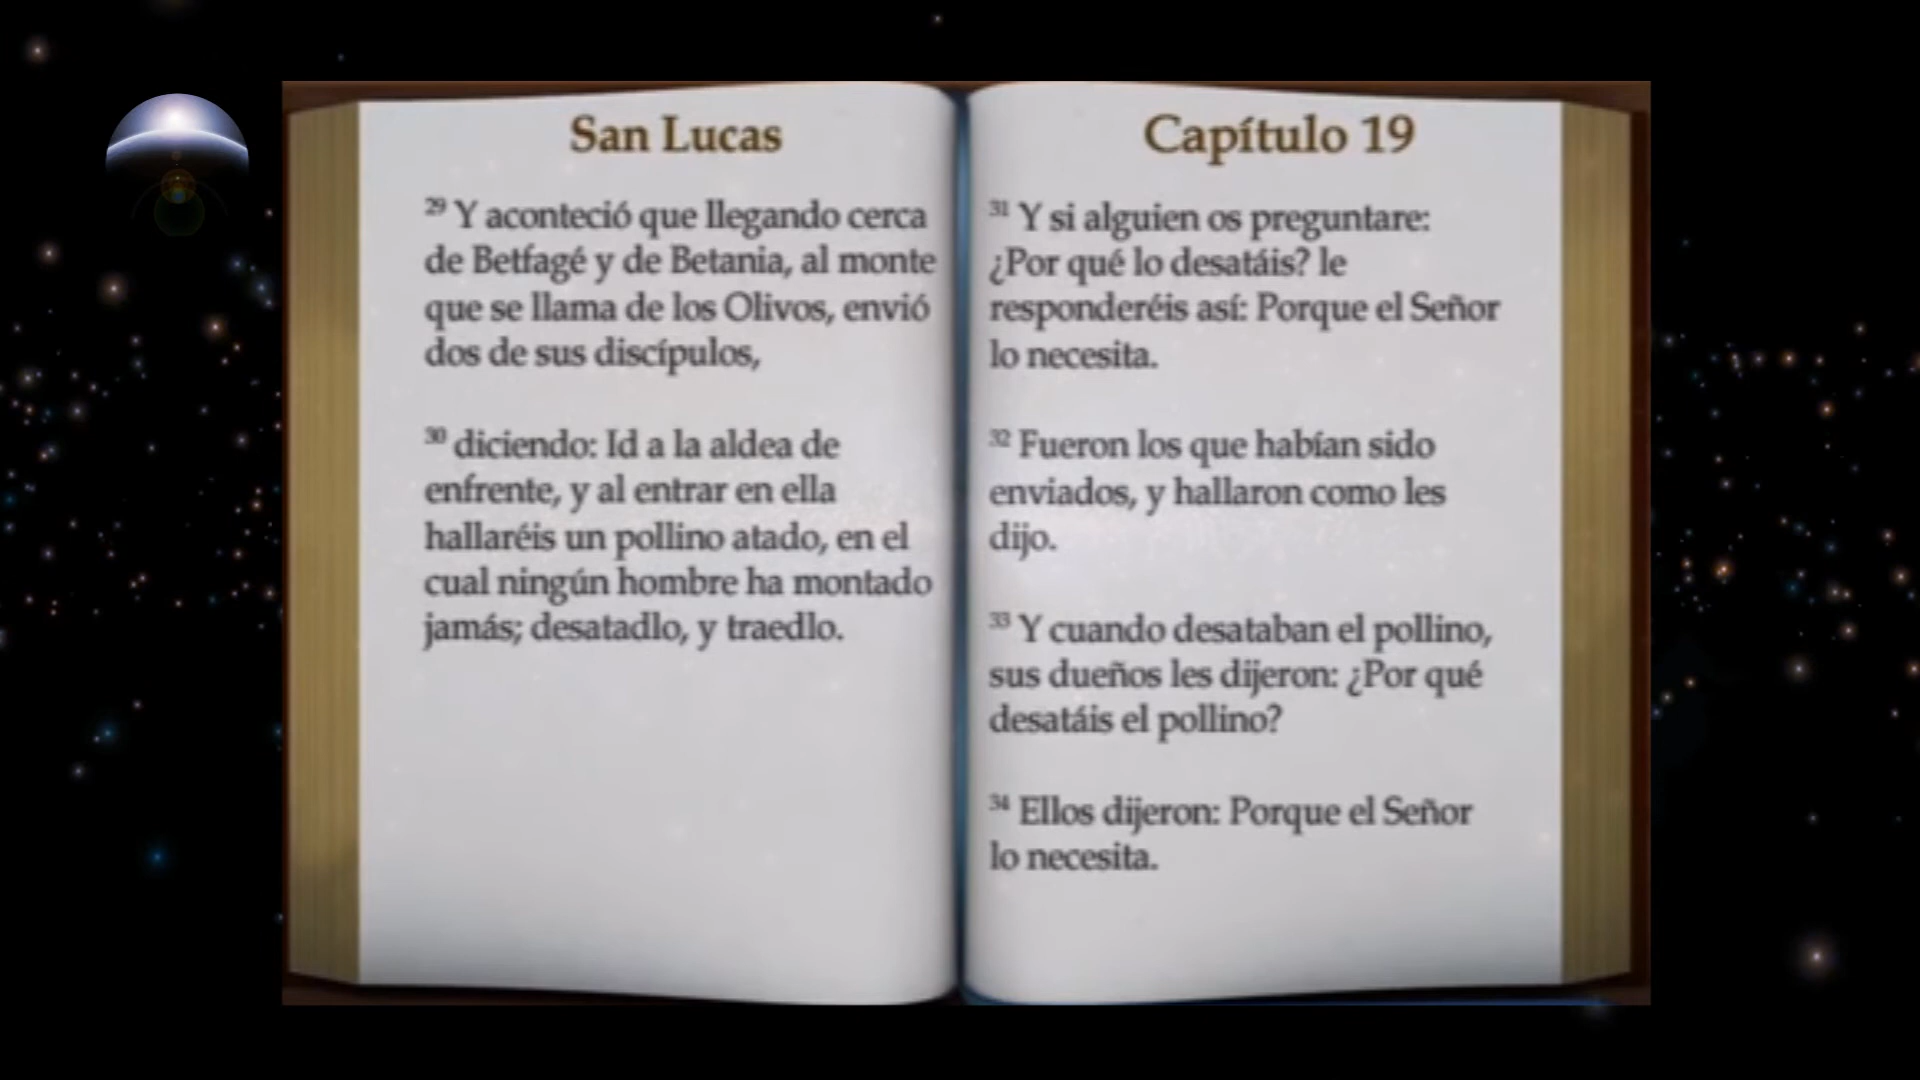 San Lucas
29 Y aconteció que llegando cerca
de Betfagé y de Betania, al monte
que se llama de los Olivos, envió
dos de sus discípulos,
30 diciendo: Id a la aldea de
enfrente, y al entrar en ella
hallaréis un pollino atado, en el
cual ningún hombre ha montado
jamás; desatadlo, y traedlo.
Capítulo 19
31 Y si alguien os preguntare:
¿Por qué lo desatáis? le
responderéis así: Porque el Señor
lo necesita.
32 Fueron los que habían sido
enviados, y hallaron como les
dijo.
33 Y cuando desataban el pollino,
sus dueños les dijeron: ¿Por qué
desatáis el pollino?
34 Ellos dijeron: Porque el Señor
lo necesita.